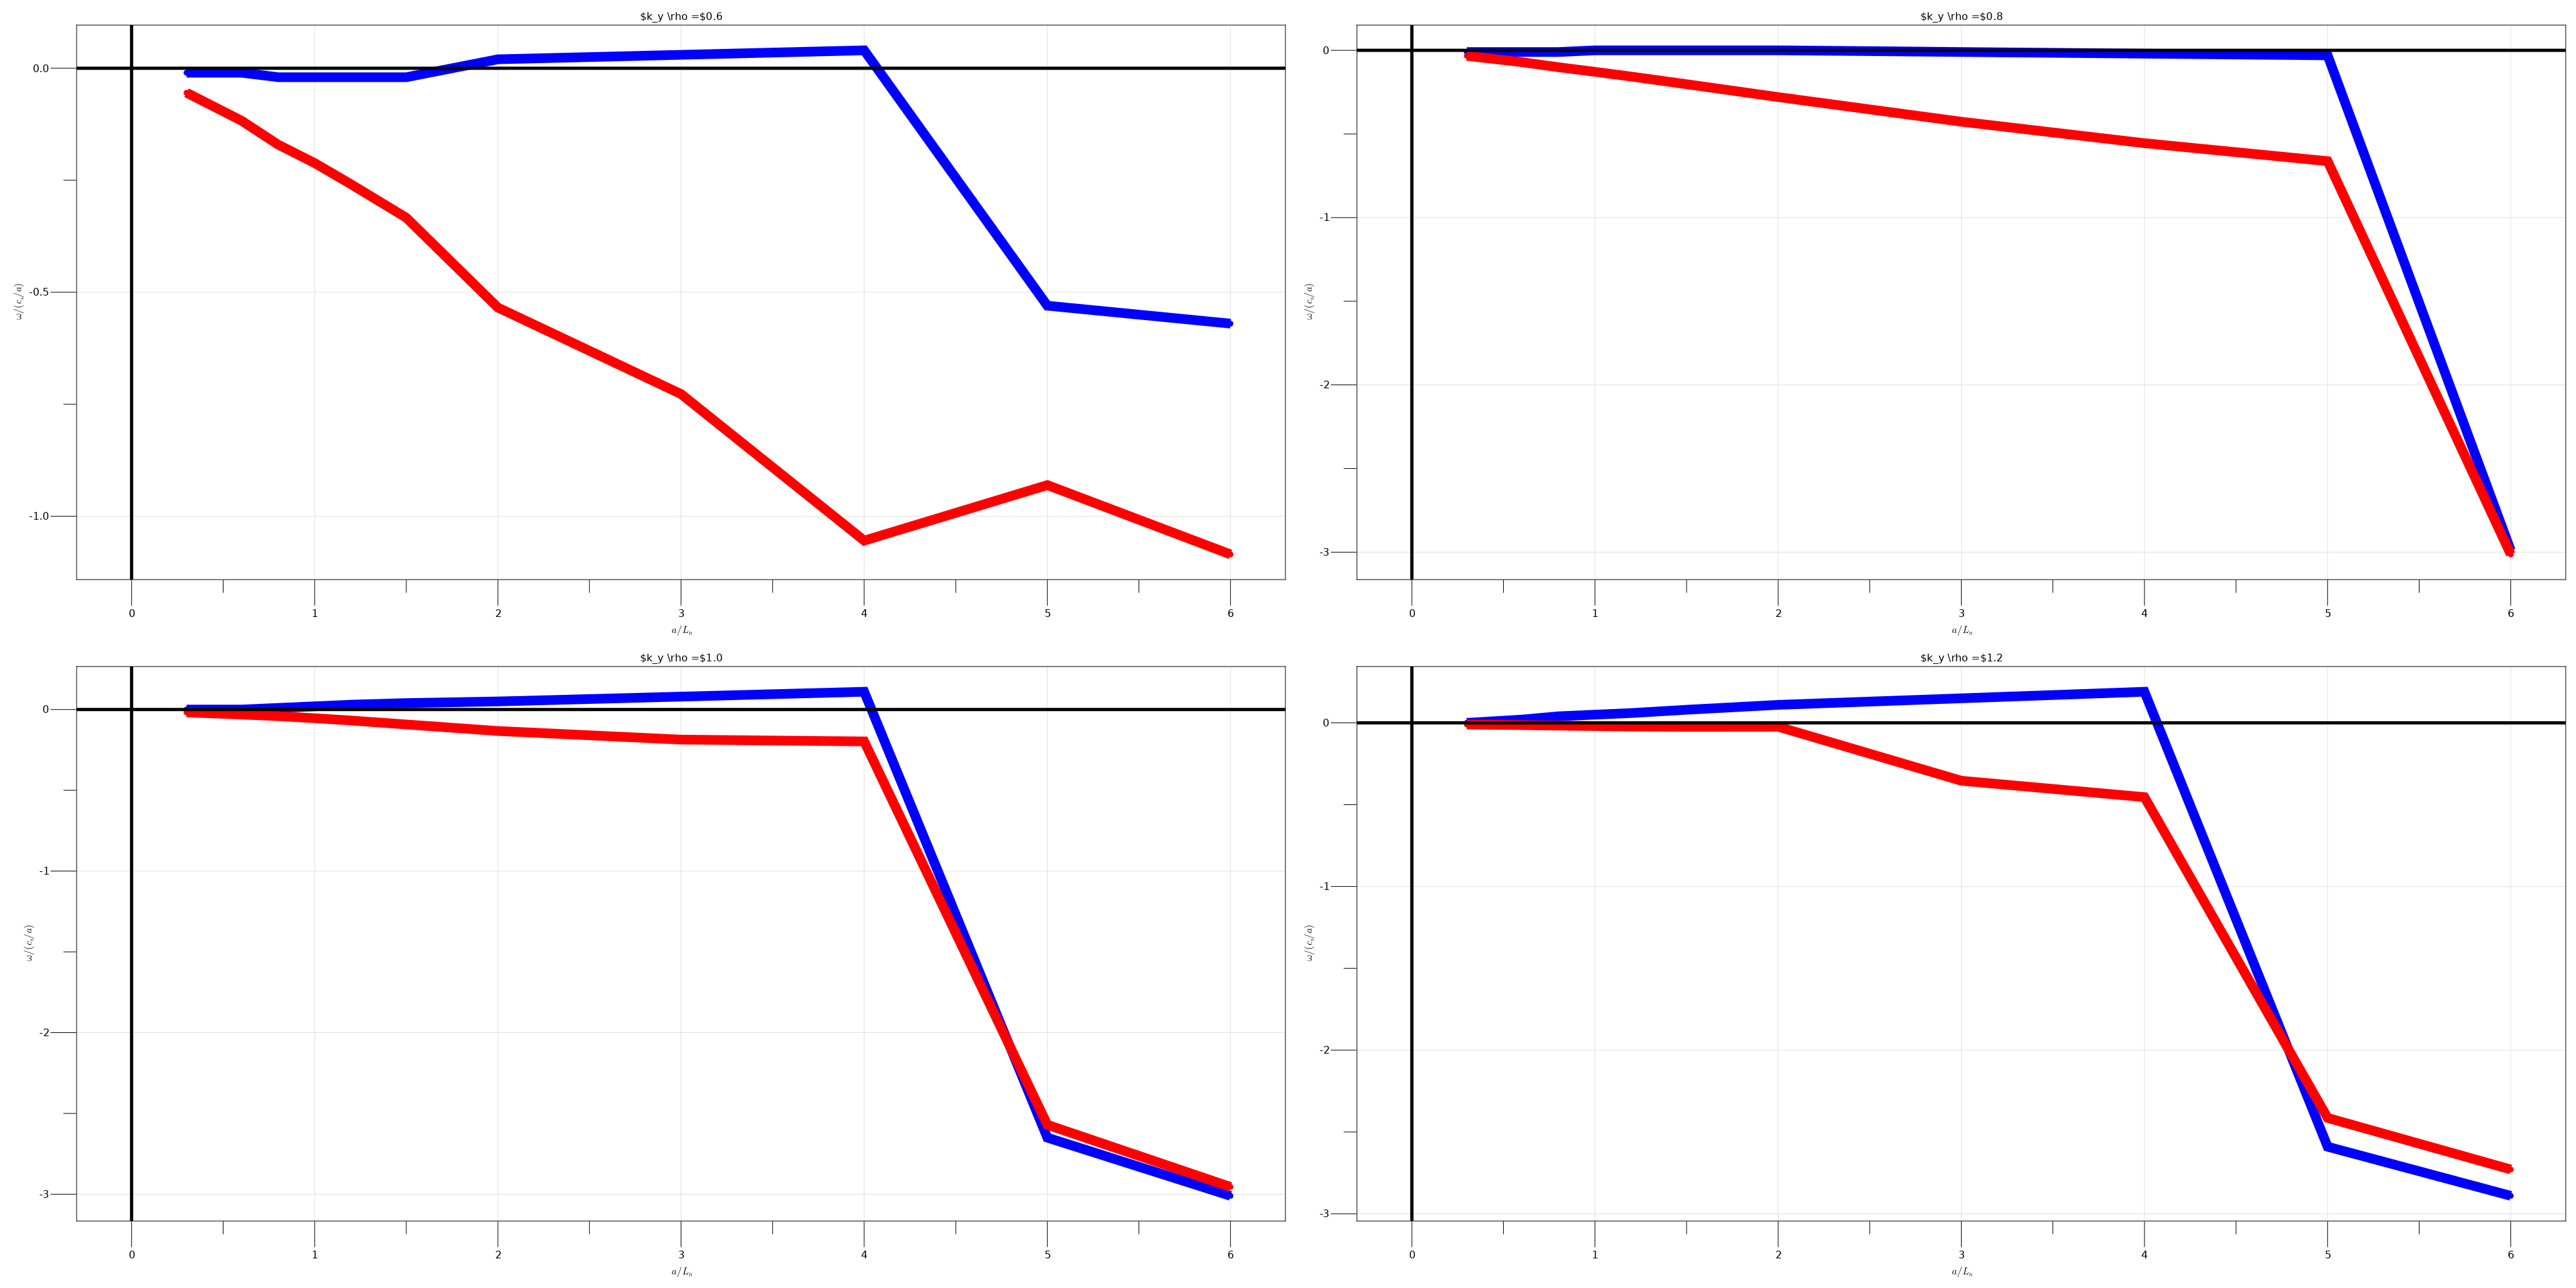 $k_y \rho =$0.6
0.0
-0.5
-1.0
ω/(c_s/a)
0 1 2 3 4 5 6
a/L_n
$k_y \rho =$0.8
0
-1
-2
-3
ω/(c_s/a)
0 1 2 3 4 5 6
a/L_n
$k_y \rho =$1.0
0
-1
-2
-3
ω/(c_s/a)
0 1 2 3 4 5 6
a/L_n
$k_y \rho =$1.2
0
-1
-2
-3
ω/(c_s/a)
0 1 2 3 4 5 6
a/L_n